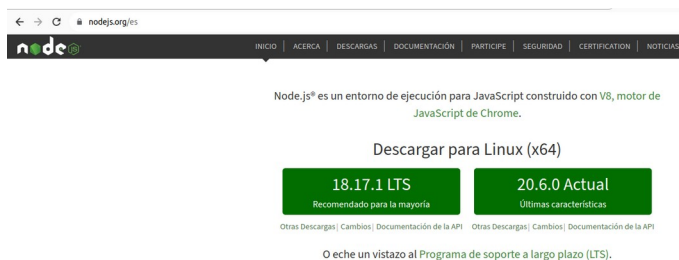 nodejs.org/es
node js
INICIO | ACERCA | DESCARGAS | DOCUMENTACIÓN | PARTICIPE | SEGURIDAD | CERTIFICATION | NOTICIAS
Node.js® es un entorno de ejecución para JavaScript construido con V8, motor de
JavaScript de Chrome.
Descargar para Linux (x64)
18.17.1 LTS
Recomendado para la mayoría
20.6.0 Actual
Últimas características
Otras Descargas | Cambios | Documentación de la API
Otras Descargas | Cambios | Documentación de la API
O eche un vistazo al Programa de soporte a largo plazo (LTS).